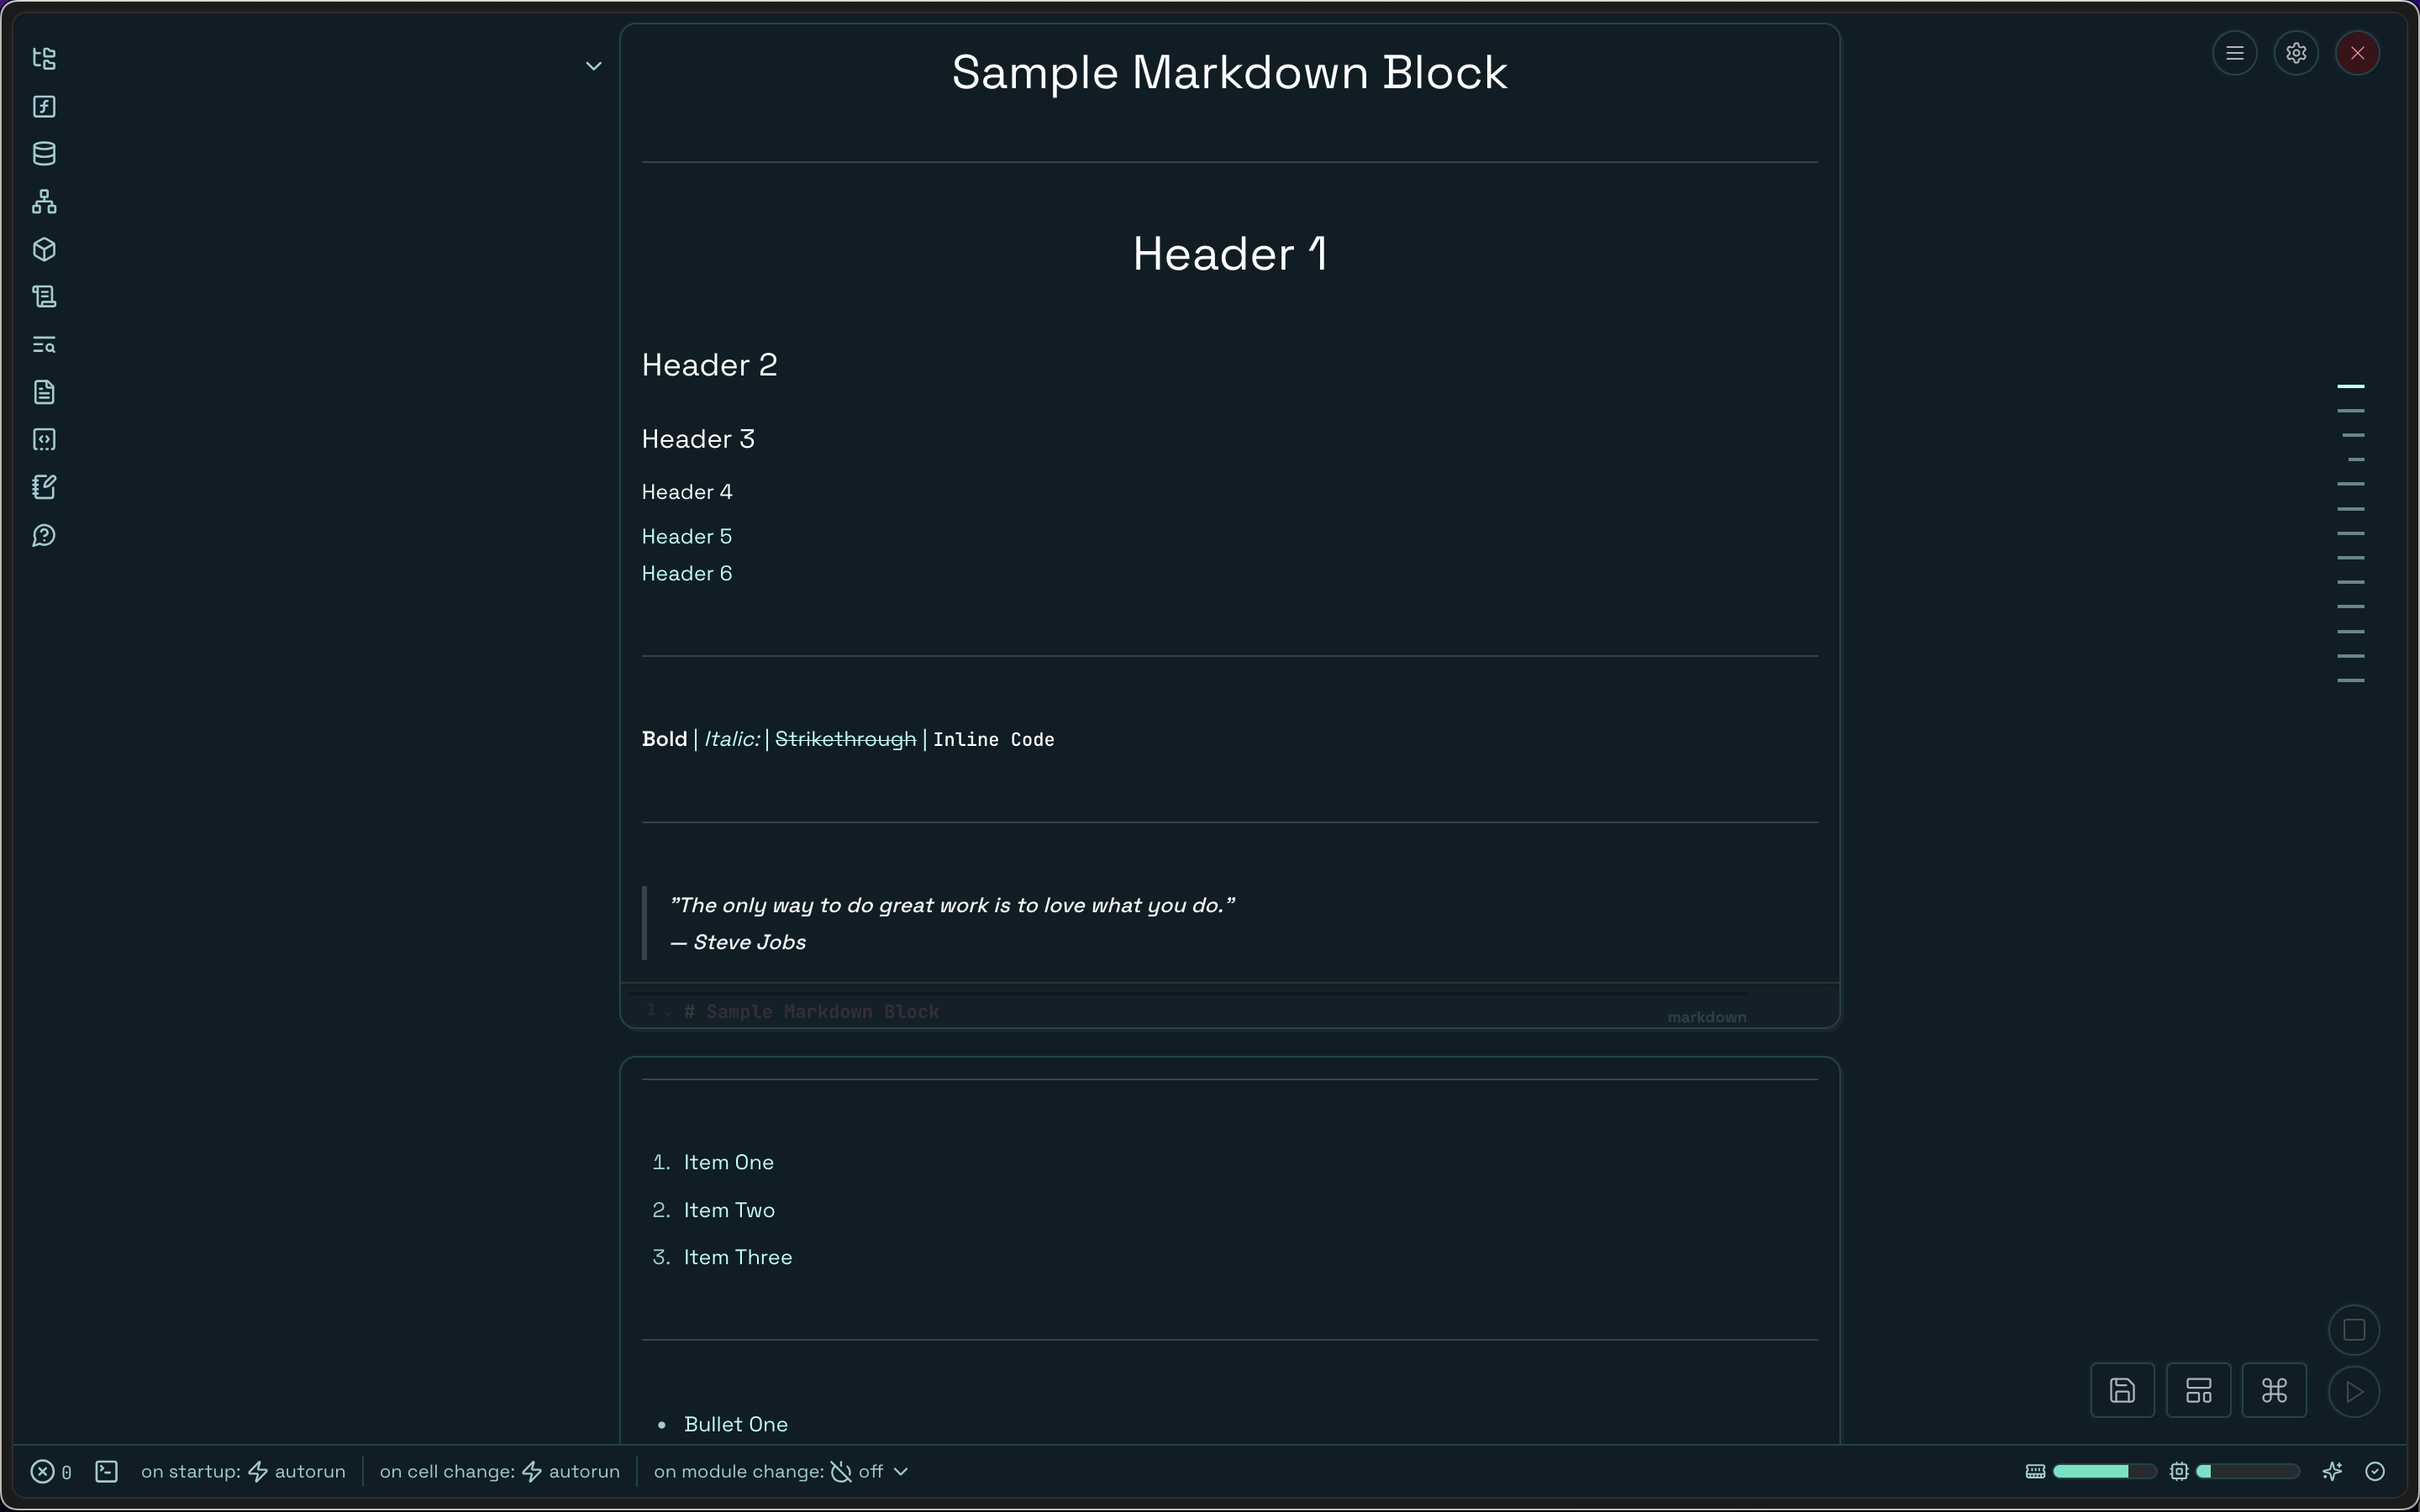 Sample Markdown Block
Header 1
Header 2
Header 3
Header 4
Header 5
Header 6
Bold | Italic: | Strikethrough | Inline Code
"The only way to do great work is to love what you do."
— Steve Jobs
1 # Sample Markdown Block
markdown
1. Item One
2. Item Two
3. Item Three
• Bullet One
0 on startup: autorun on cell change: autorun on module change: off